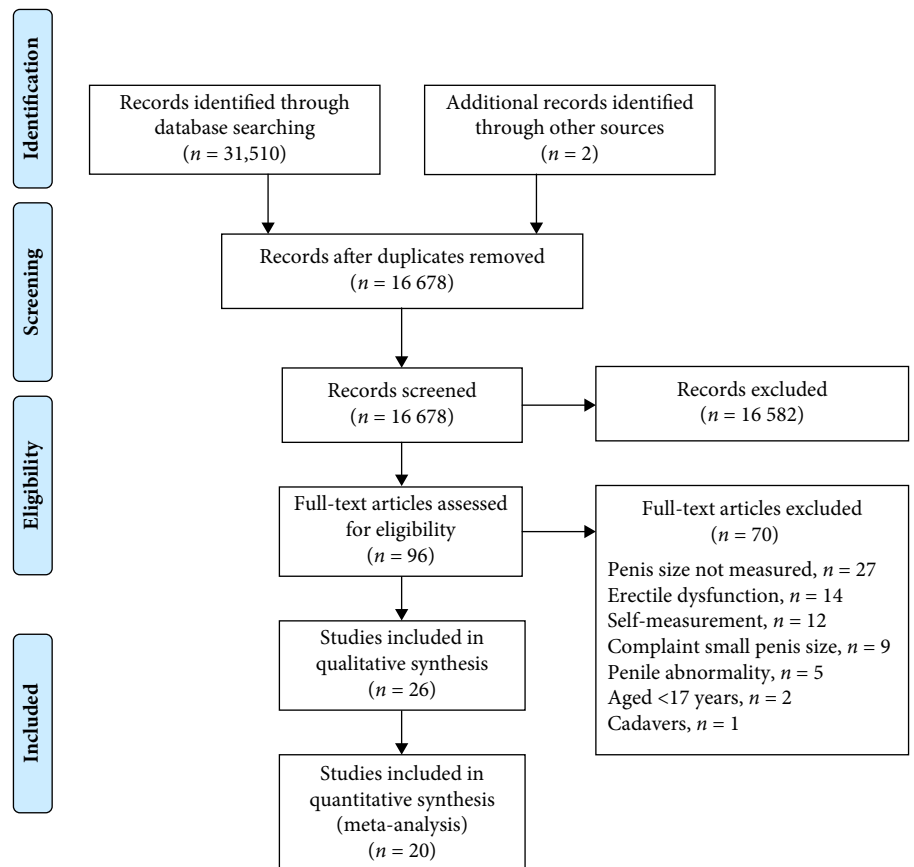 Identification
Records identified through
database searching
(n = 31,510)
Additional records identified
through other sources
(n = 2)
Screening
Records after duplicates removed
(n = 16 678)
Records screened
(n = 16 678)
Records excluded
(n = 16 582)
Eligibility
Full-text articles assessed
for eligibility
(n = 96)
Full-text articles excluded
(n = 70)
Penis size not measured, n = 27
Erectile dysfunction, n = 14
Self-measurement, n = 12
Complaint small penis size, n = 9
Penile abnormality, n = 5
Aged <17 years, n = 2
Cadavers, n = 1
Included
Studies included in
qualitative synthesis
(n = 26)
Studies included in
quantitative synthesis
(meta-analysis)
(n = 20)